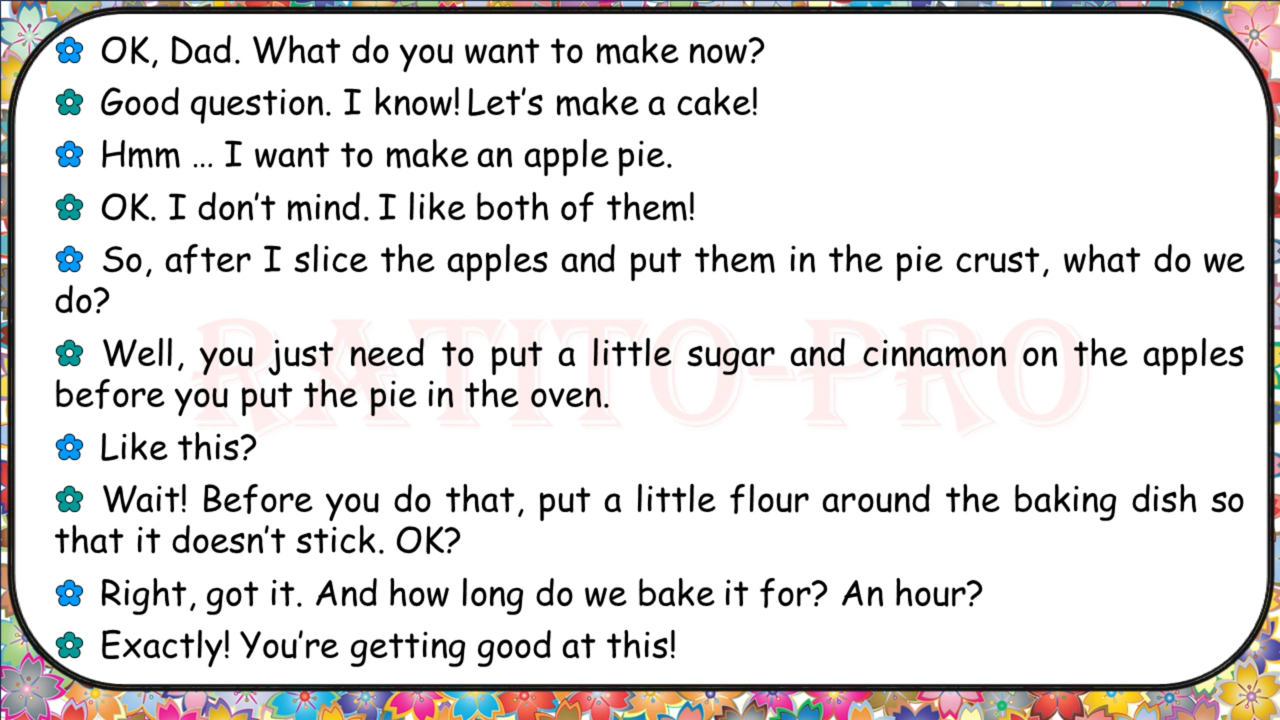 OK, Dad. What do you want to make now?
Good question. I know! Let's make a cake!
Hmm … I want to make an apple pie.
OK. I don't mind. I like both of them!
So, after I slice the apples and put them in the pie crust, what do we
do?
Well, you just need to put a little sugar and cinnamon on the apples
before you put the pie in the oven.
RATITO-PRO
Like this?
Wait! Before you do that, put a little flour around the baking dish so
that it doesn't stick. OK?
Right, got it. And how long do we bake it for? An hour?
Exactly! You're getting good at this!